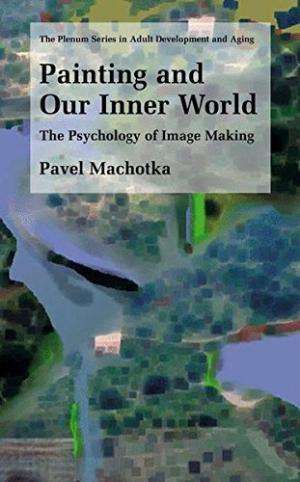 The Plenum Series in Adult Development and Aging
Painting and
Our Inner World
The Psychology of Image Making
Pavel Machotka